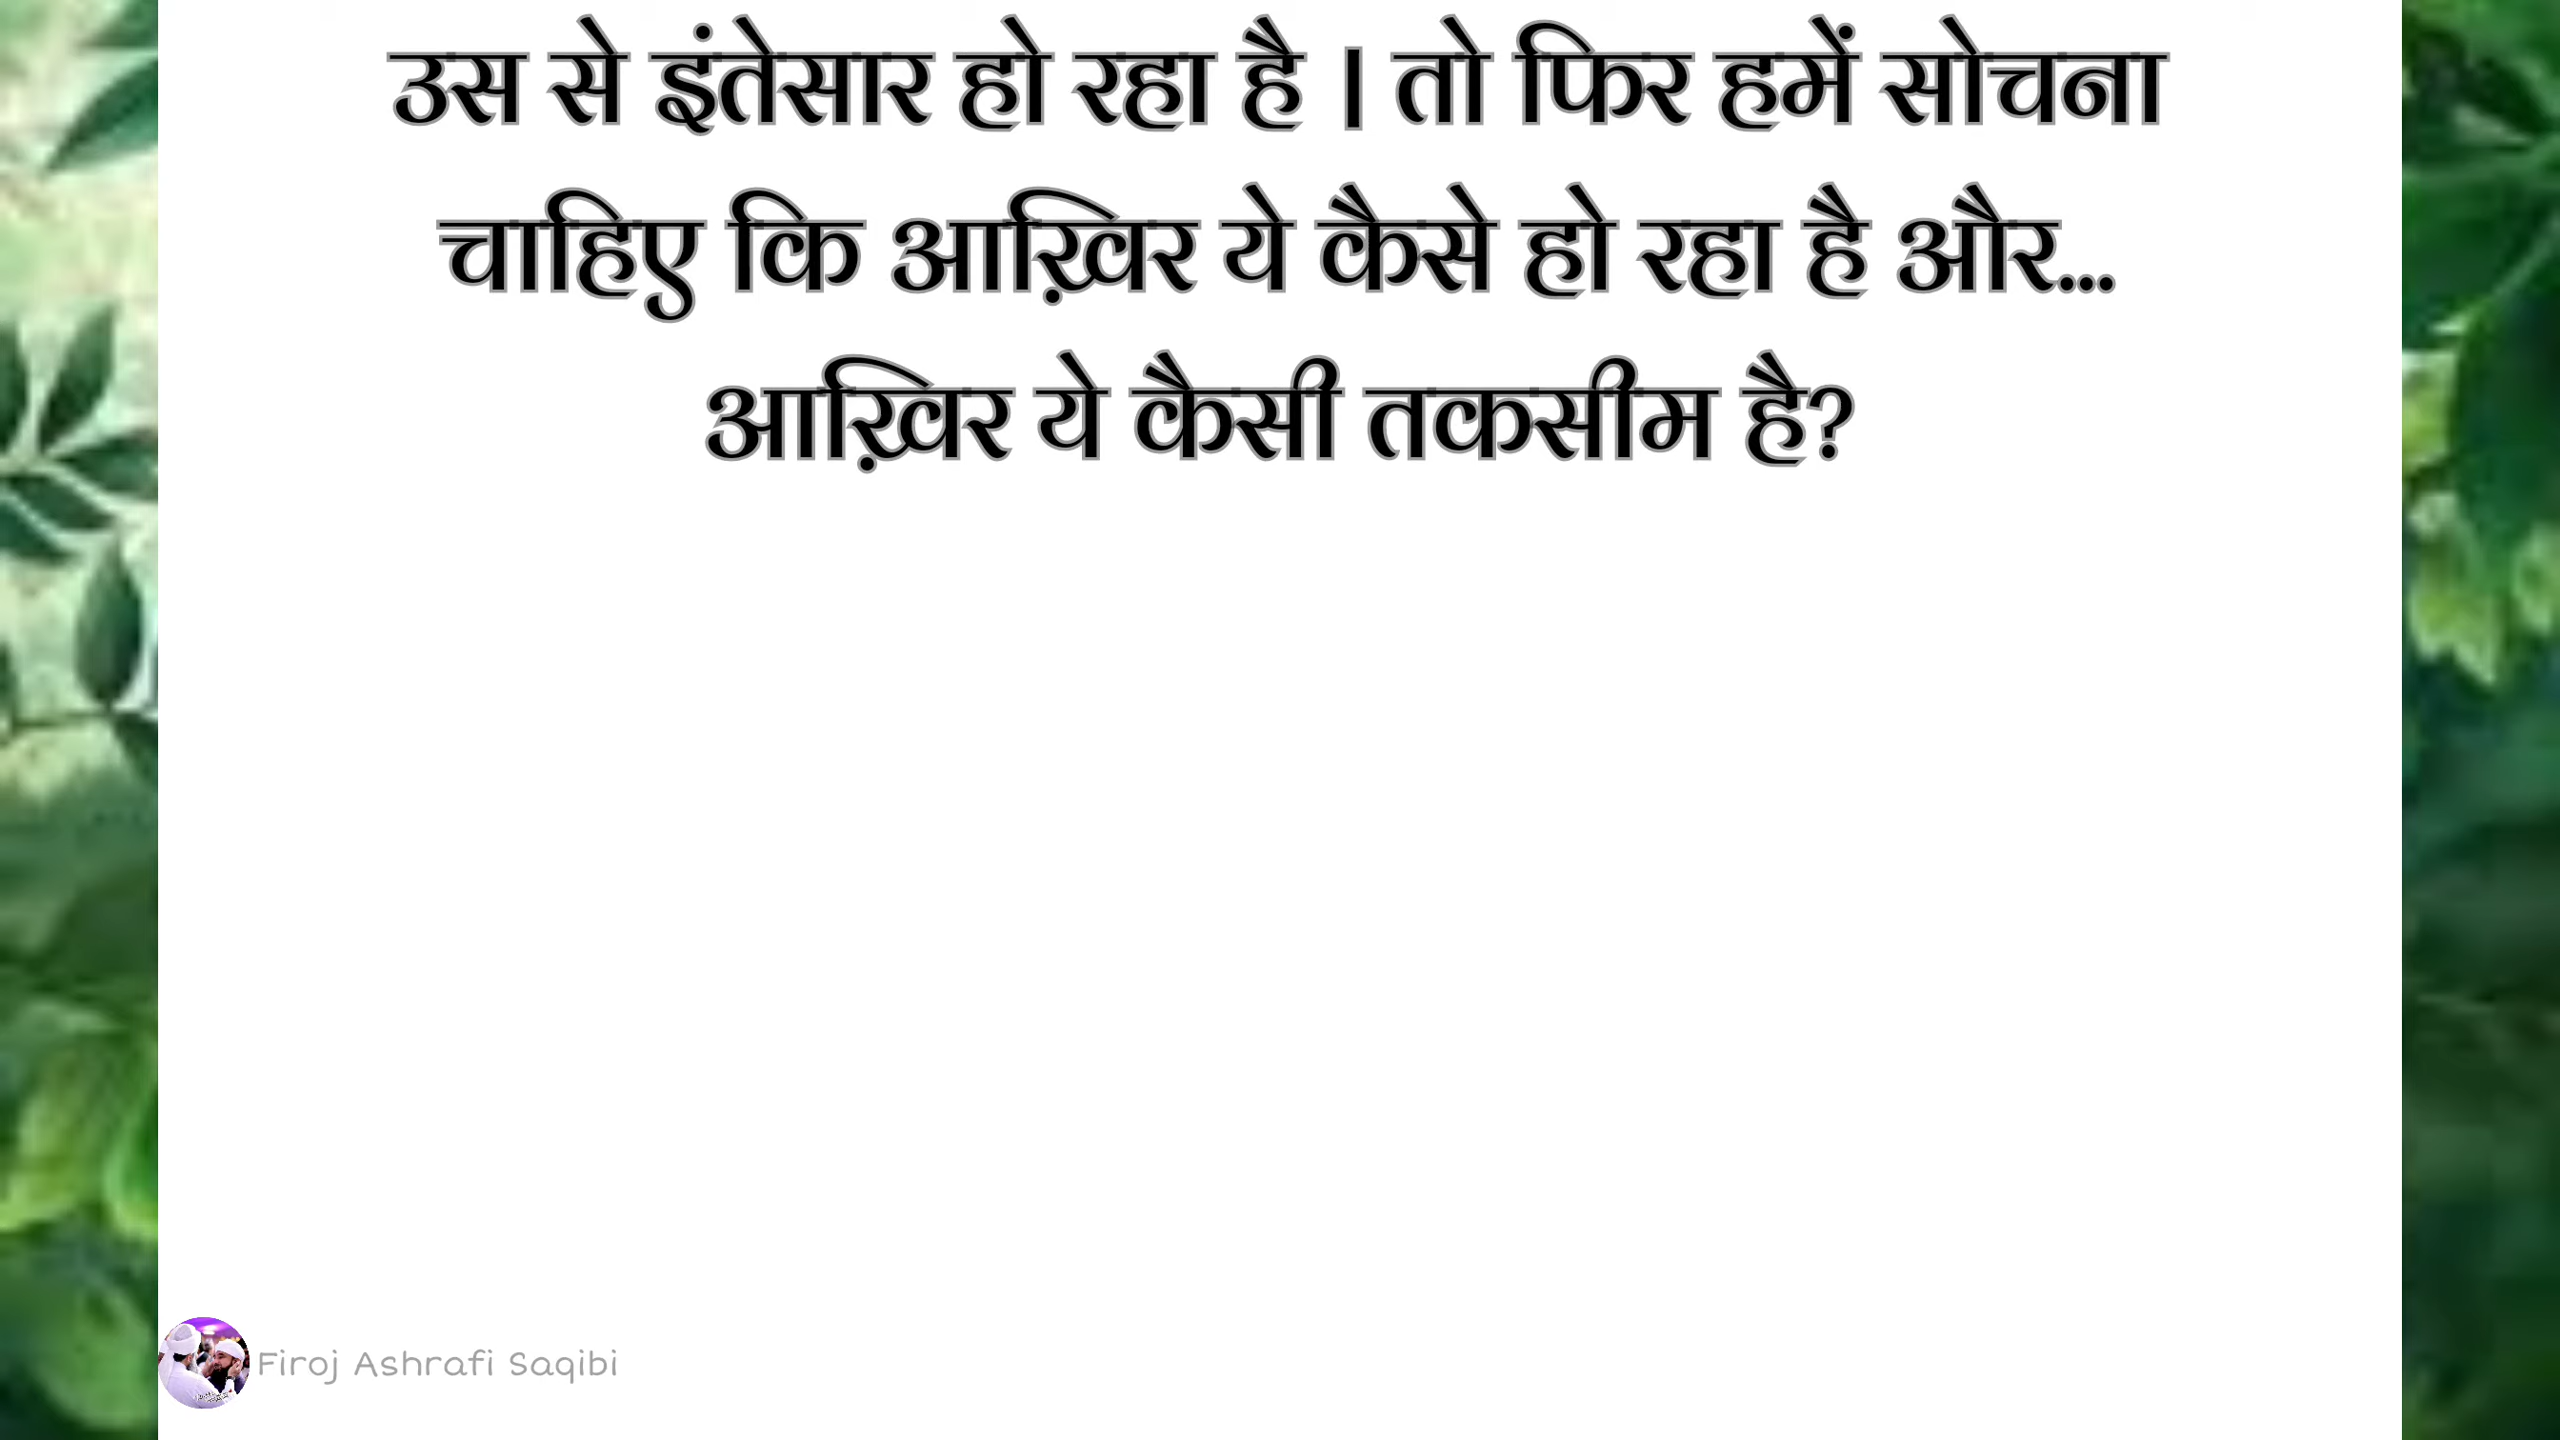 उस से इंतेसार हो रहा है । तो फिर हमें सोचना
चाहिए कि आख़िर ये कैसे हो रहा है और...
आख़िर ये कैसी तकसीम है?
Firoj Ashrafi Saqibi